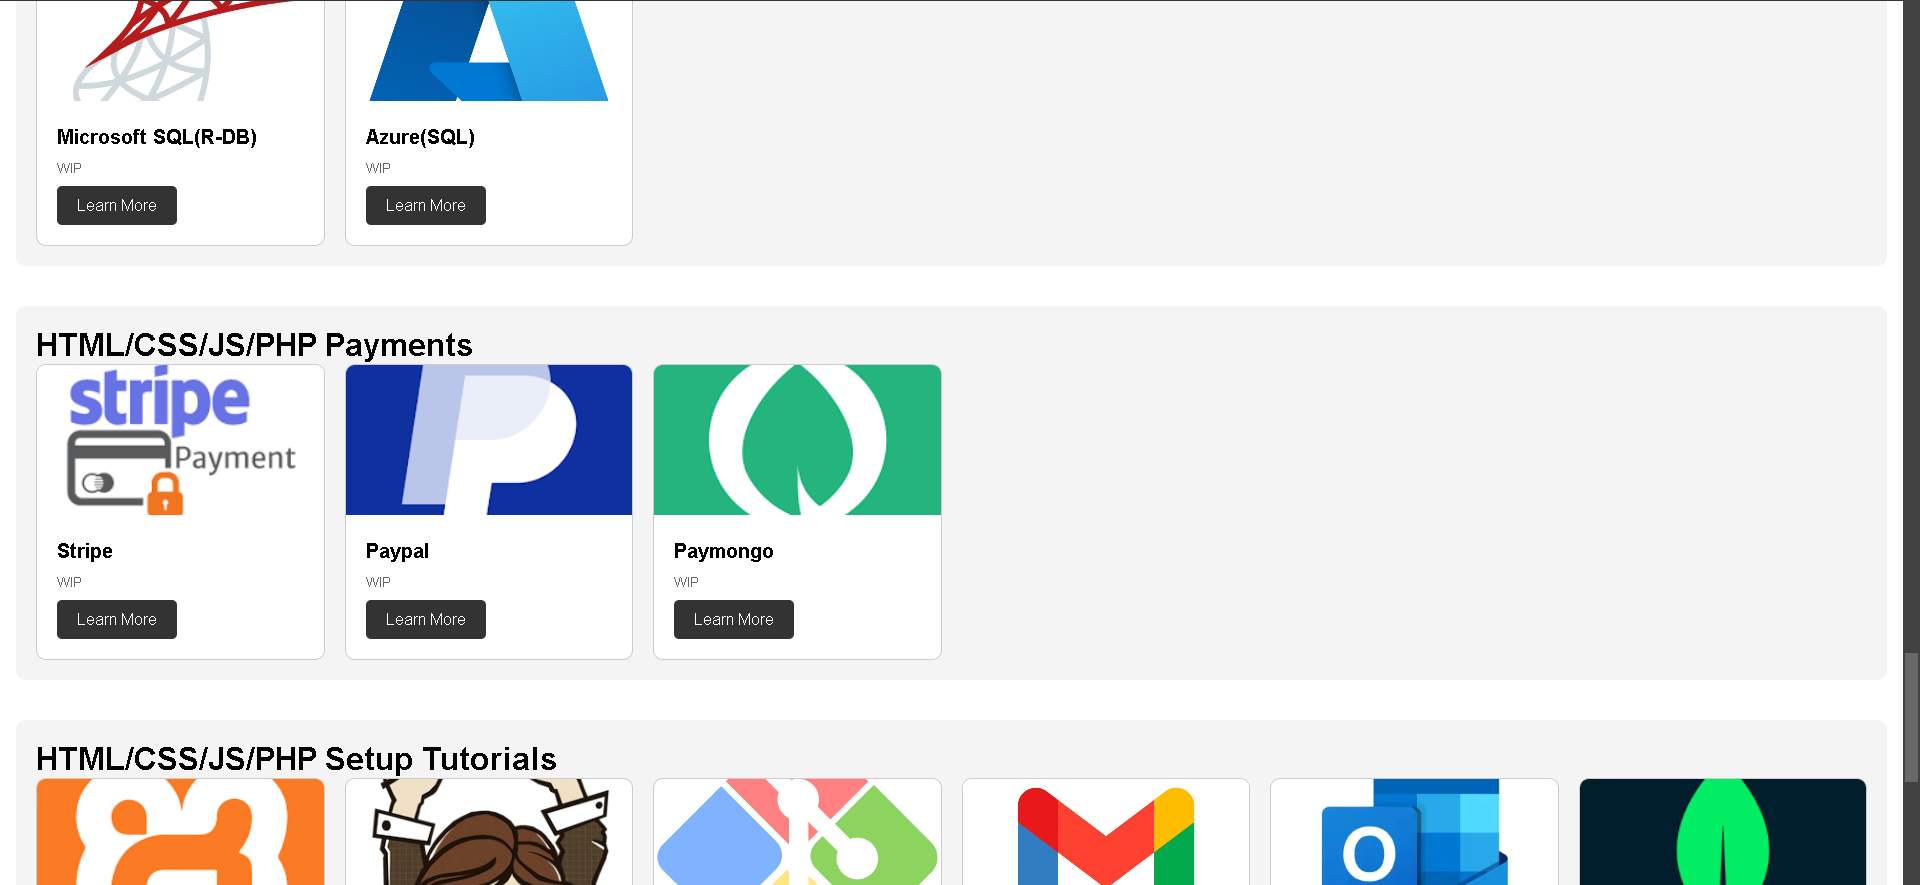 Microsoft SQL(R-DB)
WIP
Learn More
Azure(SQL)
WIP
Learn More
HTML/CSS/JS/PHP Payments
stripe
Payment
Stripe
WIP
Learn More
Paypal
WIP
Learn More
Paymongo
WIP
Learn More
HTML/CSS/JS/PHP Setup Tutorials
O